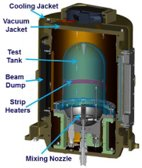 Cooling Jacket
Vacuum
Jacket
Test
Tank
Beam
Dump
Strip
Heaters
Mixing Nozzle